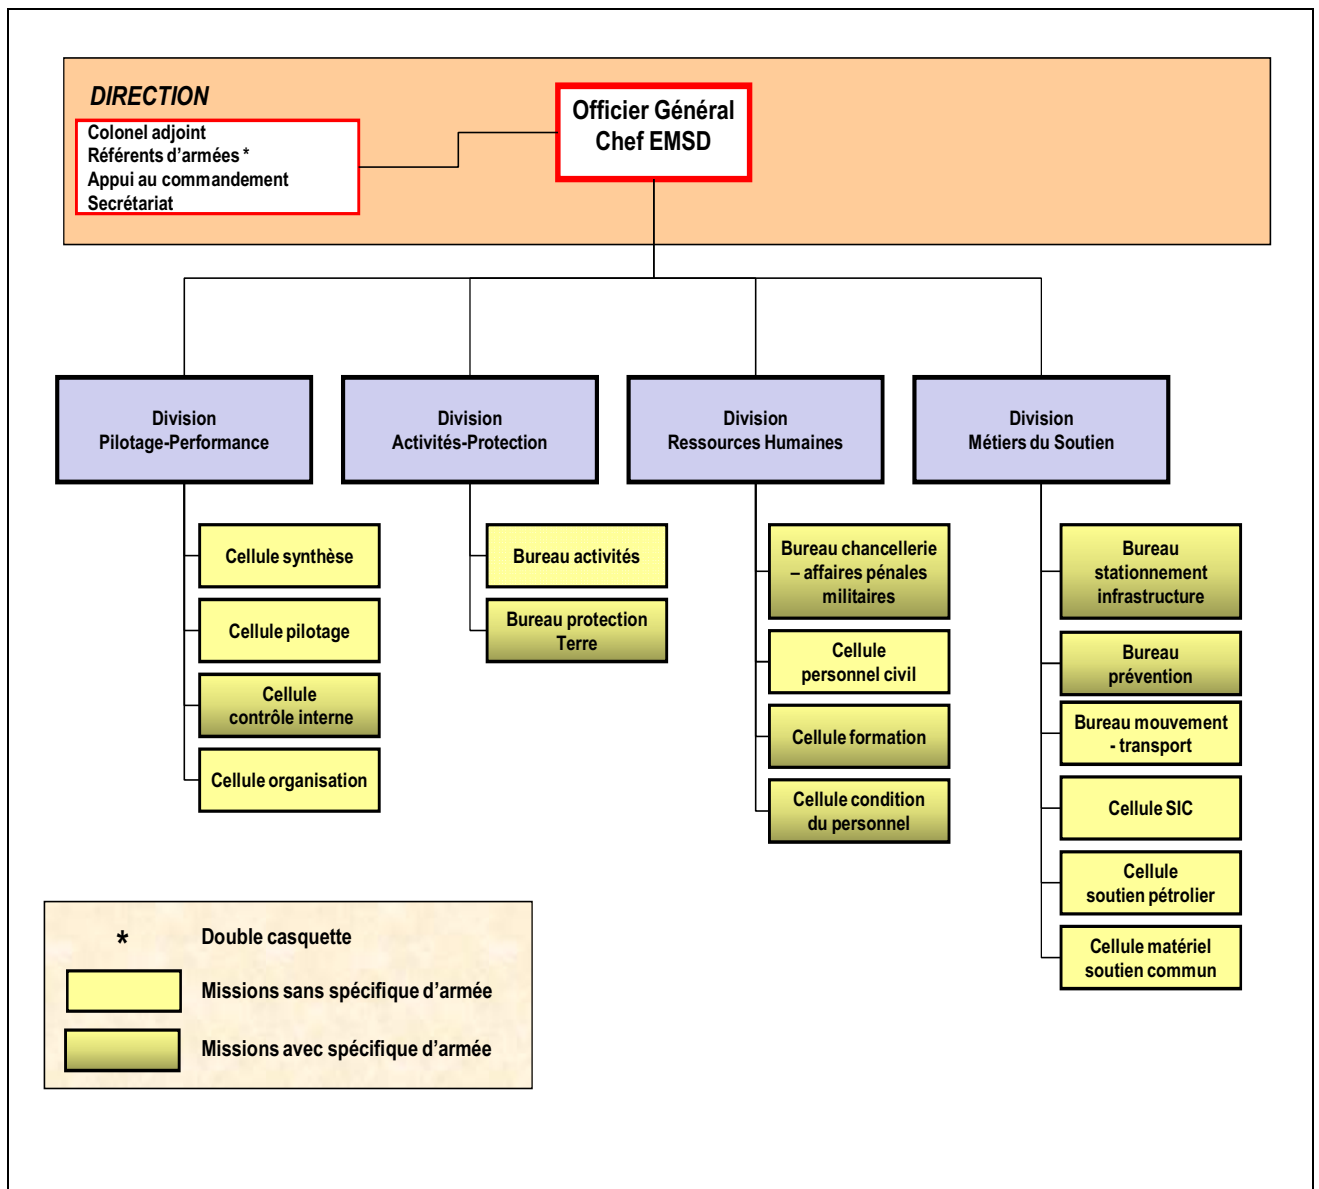 DIRECTION
Colonel adjoint
Référents d'armées *
Appui au commandement
Secrétariat
Officier Général
Chef EMSD
Division
Pilotage-Performance
Division
Activités-Protection
Division
Ressources Humaines
Division
Métiers du Soutien
Cellule synthèse
Cellule pilotage
Cellule
contrôle interne
Cellule organisation
Bureau activités
Bureau protection
Terre
Bureau chancellerie
– affaires pénales
militaires
Cellule
personnel civil
Cellule formation
Cellule condition
du personnel
Bureau
stationnement
infrastructure
Bureau
prévention
Bureau mouvement
- transport
Cellule SIC
Cellule
soutien pétrolier
Cellule matériel
soutien commun
* Double casquette
Missions sans spécifique d'armée
Missions avec spécifique d'armée